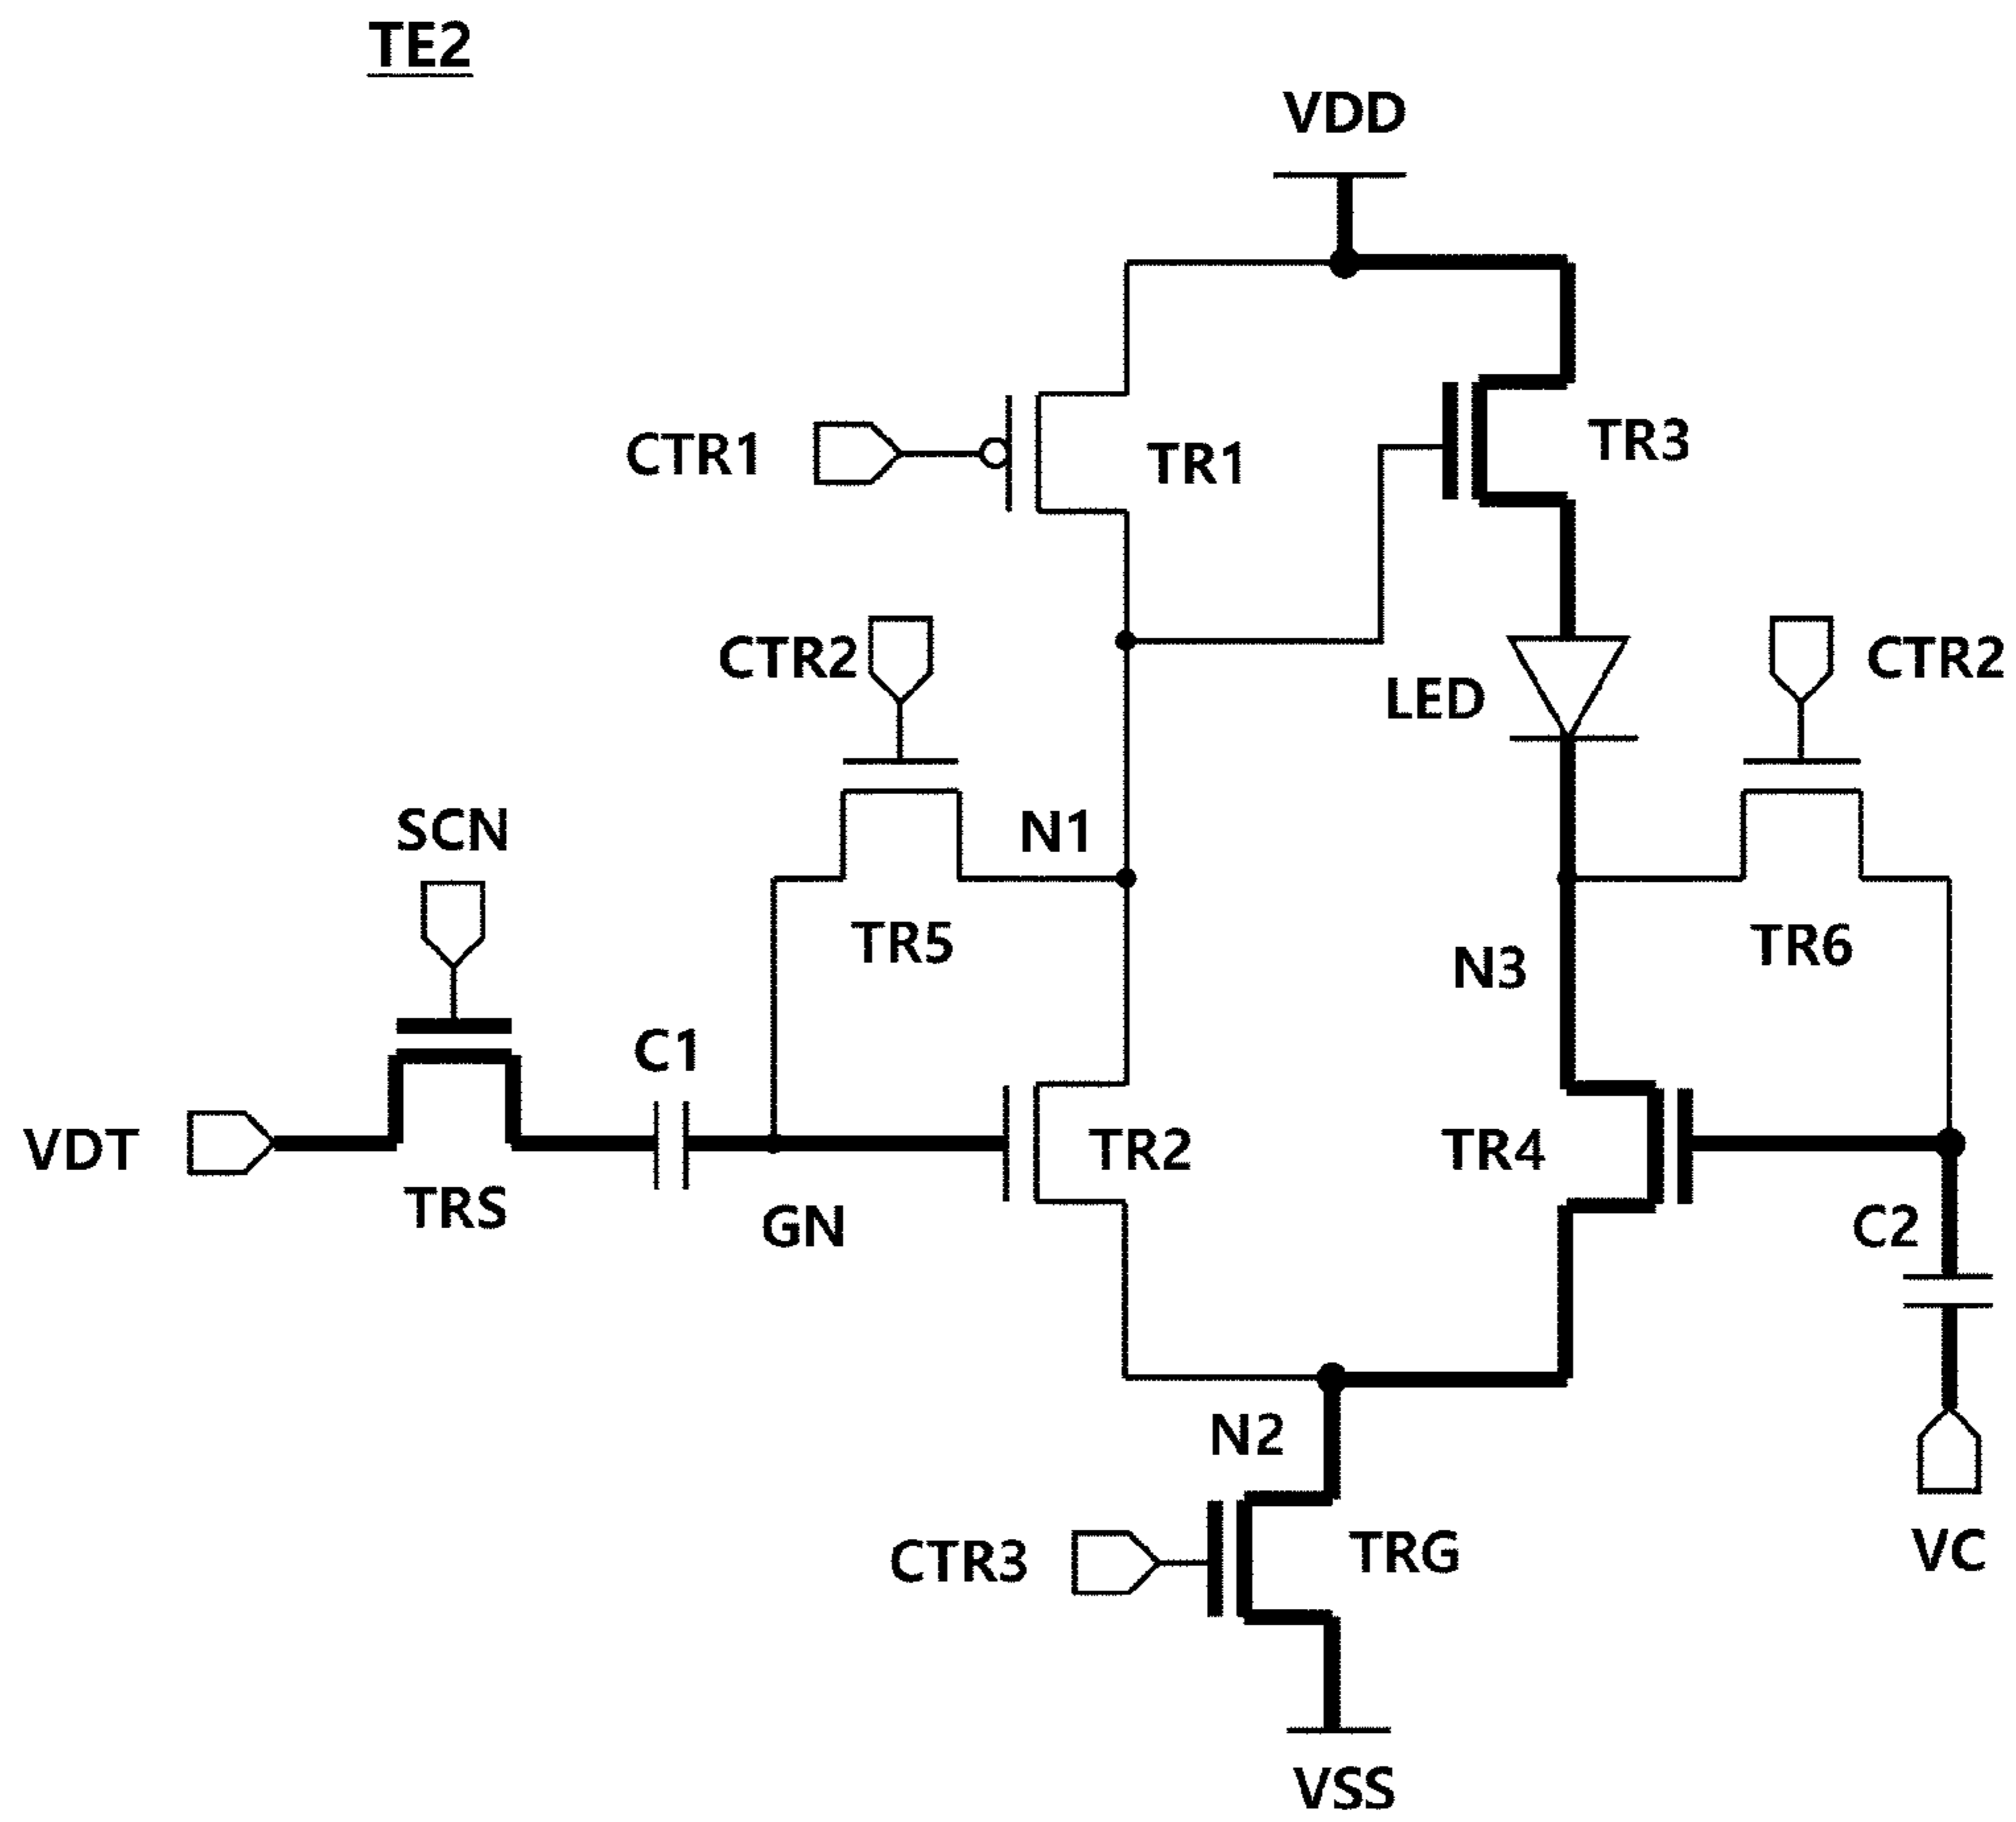 TE2
VDD
CTR1
TR1
TR3
CTR2
LED
CTR2
SCN
N1
TR5
N3
TR6
C1
VDT
TRS
GN
TR2
TR4
C2
N2
CTR3
TRG
VC
VSS